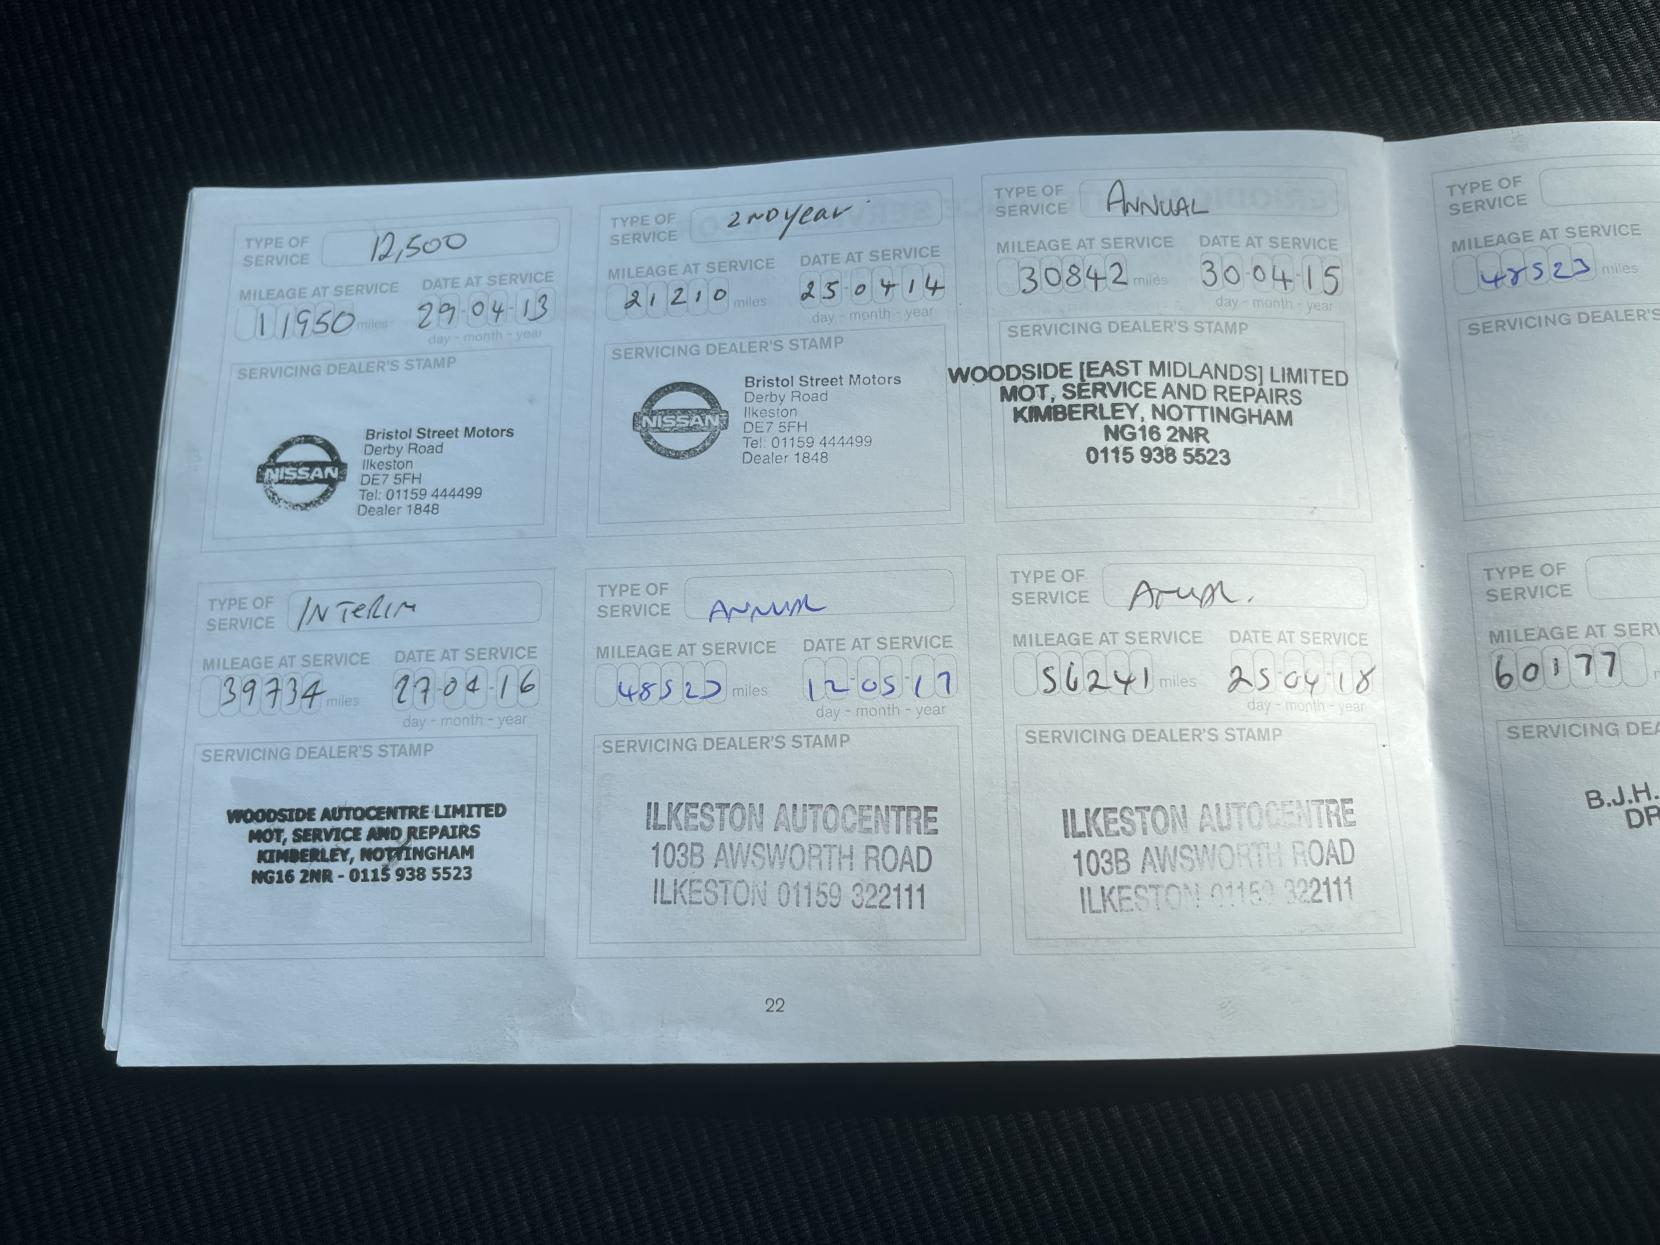 TYPE OF SERVICE 12,500
MILEAGE AT SERVICE DATE AT SERVICE
11950 miles 29-04-13
day - month - year
SERVICING DEALER'S STAMP
NISSAN
Bristol Street Motors
Derby Road
Ilkeston
DE7 5FH
Tel: 01159 444499
Dealer 1848
TYPE OF SERVICE 2ND year
MILEAGE AT SERVICE DATE AT SERVICE
21210 miles 25-04-14
day - month - year
SERVICING DEALER'S STAMP
NISSAN
Bristol Street Motors
Derby Road
Ilkeston
DE7 5FH
Tel: 01159 444499
Dealer 1848
TYPE OF SERVICE ANNUAL
MILEAGE AT SERVICE DATE AT SERVICE
30842 miles 30-04-15
day - month - year
SERVICING DEALER'S STAMP
WOODSIDE [EAST MIDLANDS] LIMITED
MOT, SERVICE AND REPAIRS
KIMBERLEY, NOTTINGHAM
NG16 2NR
0115 938 5523
TYPE OF SERVICE INTERIM
MILEAGE AT SERVICE DATE AT SERVICE
39734 miles 27-04-16
day - month - year
SERVICING DEALER'S STAMP
WOODSIDE AUTOCENTRE LIMITED
MOT, SERVICE AND REPAIRS
KIMBERLEY, NOTTINGHAM
NG16 2NR - 0115 938 5523
TYPE OF SERVICE ANNUAL
MILEAGE AT SERVICE DATE AT SERVICE
48523 miles 12-05-17
day - month - year
SERVICING DEALER'S STAMP
ILKESTON AUTOCENTRE
103B AWSWORTH ROAD
ILKESTON 01159 322111
TYPE OF SERVICE
MILEAGE AT SERVICE DATE AT SERVICE
56241 miles 25-04-18
day - month - year
SERVICING DEALER'S STAMP
ILKESTON AUTOCENTRE
103B AWSWORTH ROAD
ILKESTON 01159 322111
22
TYPE OF SERVICE
MILEAGE AT SERVICE
48523 miles
SERVICING DEALER'S
TYPE OF SERVICE
MILEAGE AT SERV
60177
SERVICING DEA
B.J.H.
DR